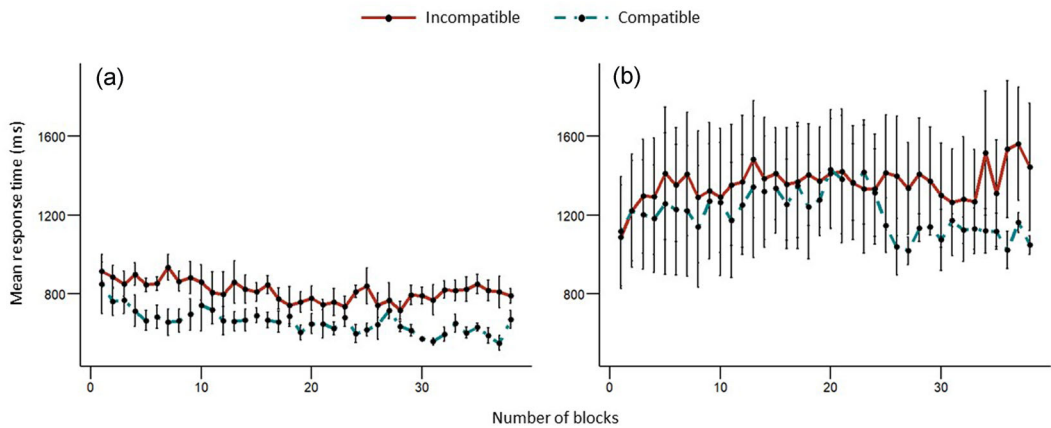 Incompatible Compatible
(a) (b)
Mean response time (ms)
1600 1600
1200 1200
800 800
0 10 20 30 0 10 20 30
Number of blocks